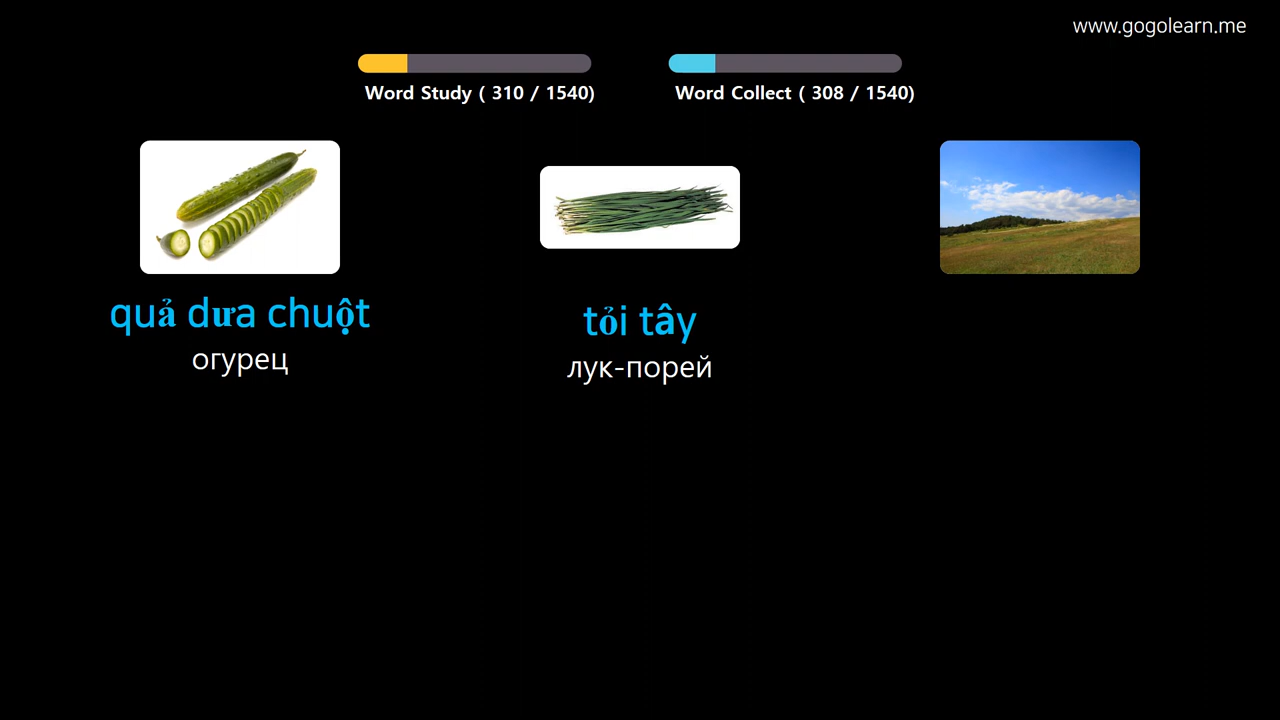 www.gogolearn.me
Word Study ( 310 / 1540)
Word Collect ( 308 / 1540)
quả dưa chuột
огурец
tỏi tây
лук-порей